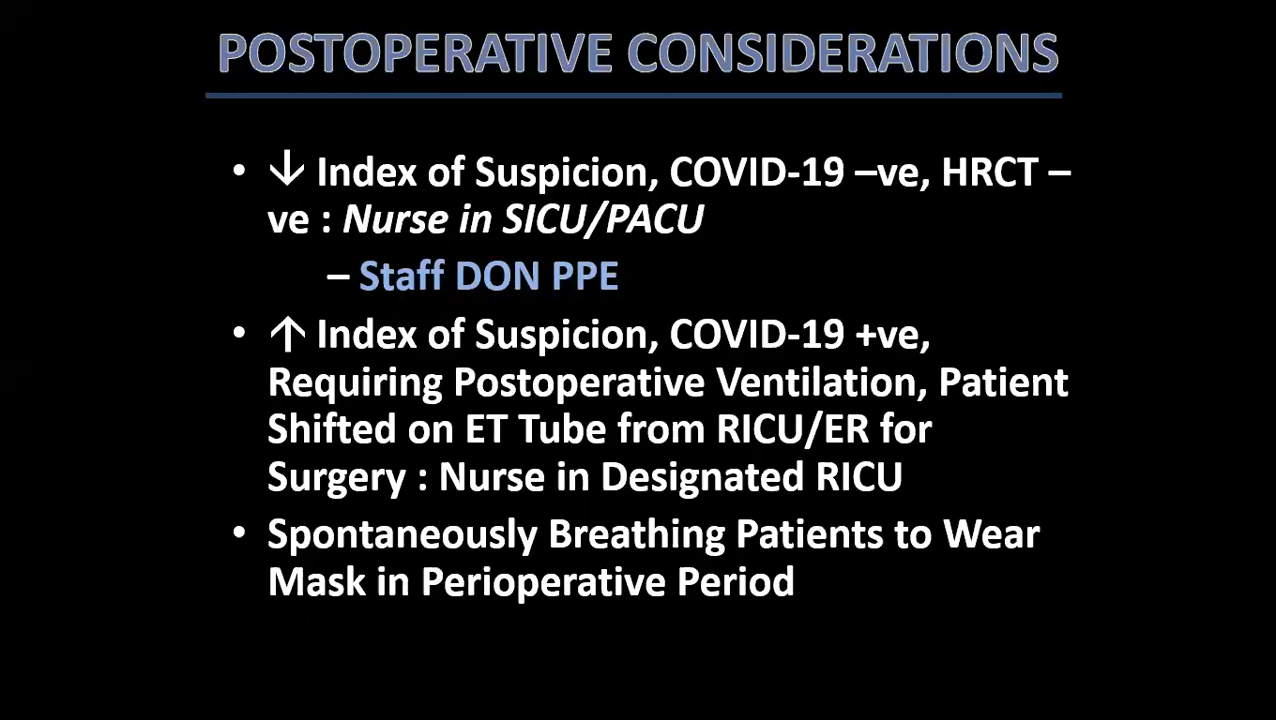 POSTOPERATIVE CONSIDERATIONS
• ↓ Index of Suspicion, COVID-19 –ve, HRCT –
ve : Nurse in SICU/PACU
– Staff DON PPE
• ↑ Index of Suspicion, COVID-19 +ve,
Requiring Postoperative Ventilation, Patient
Shifted on ET Tube from RICU/ER for
Surgery : Nurse in Designated RICU
• Spontaneously Breathing Patients to Wear
Mask in Perioperative Period